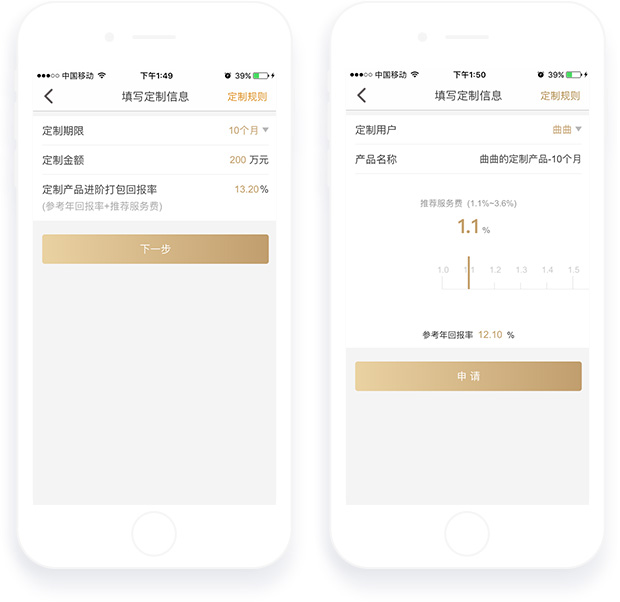 中国移动 下午1:49 39%
填写定制信息 定制规则
定制期限 10个月
定制金额 200 万元
定制产品进阶打包回报率 13.20%
(参考年回报率+推荐服务费)
下一步
中国移动 下午1:50 39%
填写定制信息 定制规则
定制用户 曲曲
产品名称 曲曲的定制产品-10个月
推荐服务费 (1.1%~3.6%)
1.1 %
1.0 1.1 1.2 1.3 1.4 1.5
参考年回报率 12.10 %
申 请